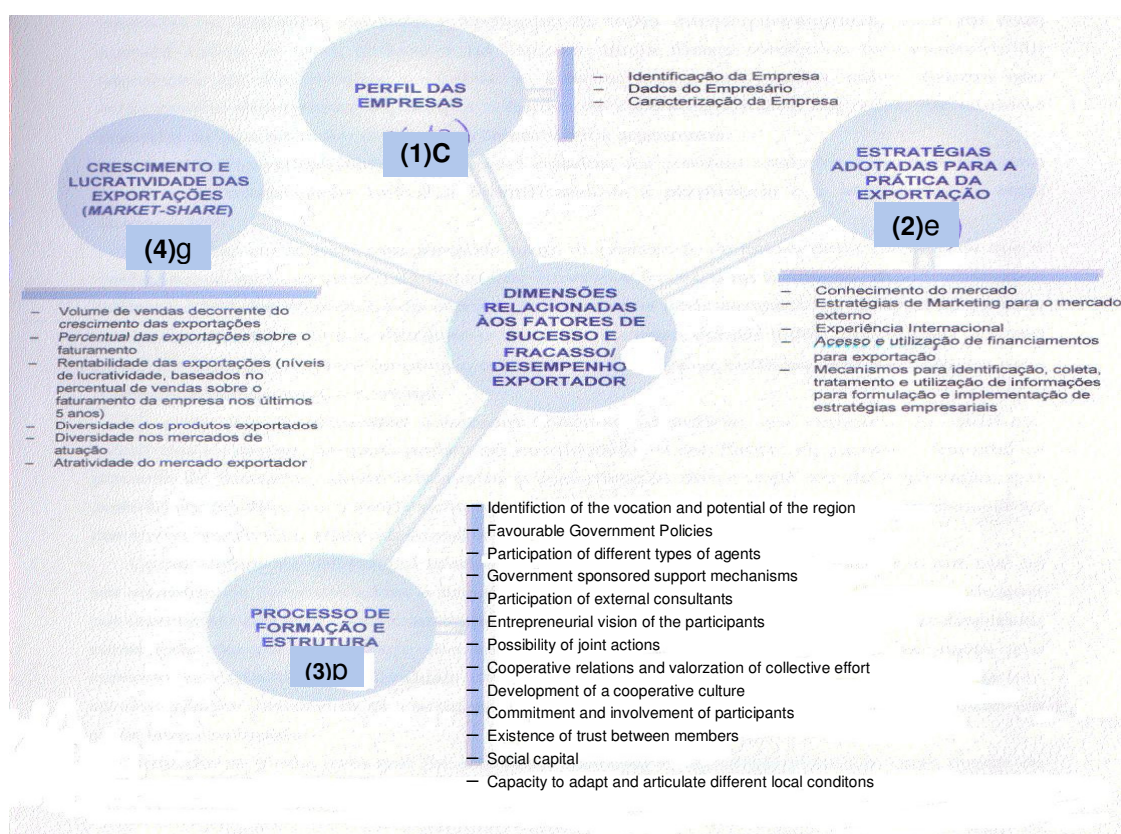 PERFIL DAS
EMPRESAS
(1)C
– Identificação da Empresa
– Dados do Empresário
– Caracterização da Empresa
CRESCIMENTO E
LUCRATIVIDADE DAS
EXPORTAÇÕES
(MARKET-SHARE)
(4)g
ESTRATÉGIAS
ADOTADAS PARA A
PRÁTICA DA
EXPORTAÇÃO
(2)e
DIMENSÕES
RELACIONADAS
ÀOS FATORES DE
SUCESSO E
FRACASSO/
DESEMPENHO
EXPORTADOR
– Volume de vendas decorrente do
crescimento das exportações
– Percentual das exportações sobre o
faturamento
– Rentabilidade das exportações (níveis
de lucratividade, baseados no
percentual de vendas sobre o
faturamento da empresa nos últimos
5 anos)
– Diversidade dos produtos exportados
– Diversidade nos mercados de
atuação
– Atratividade do mercado exportador
– Conhecimento do mercado
– Estratégias de Marketing para o mercado
externo
– Experiência Internacional
– Acesso e utilização de financiamentos
para exportação
– Mecanismos para identificação, coleta,
tratamento e utilização de informações
para formulação e implementação de
estratégias empresariais
PROCESSO DE
FORMAÇÃO E
ESTRUTURA
(3)p
– Identifiction of the vocation and potential of the region
– Favourable Government Policies
– Participation of different types of agents
– Government sponsored support mechanisms
– Participation of external consultants
– Entrepreneurial vision of the participants
– Possibility of joint actions
– Cooperative relations and valorzation of collective effort
– Development of a cooperative culture
– Commitment and involvement of participants
– Existence of trust between members
– Social capital
– Capacity to adapt and articulate different local conditons